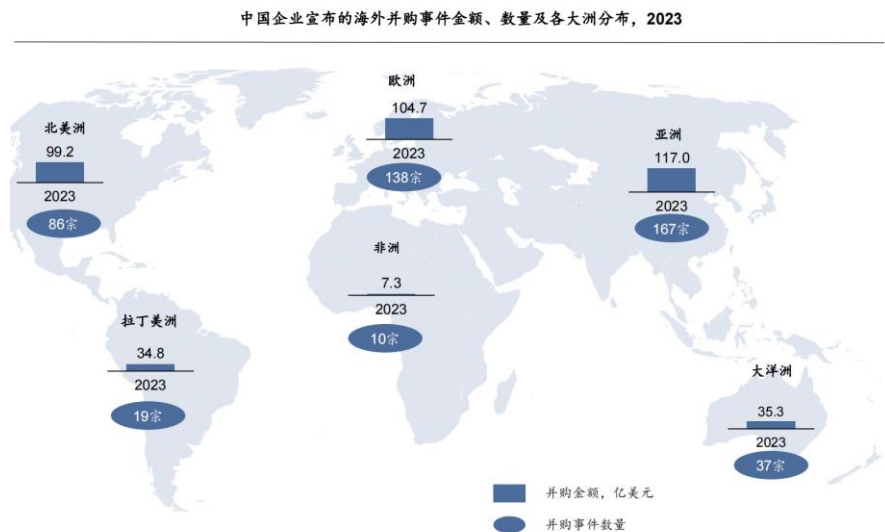 中国企业宣布的海外并购事件金额、数量及各大洲分布，2023
欧洲
104.7
2023
138宗
北美洲
99.2
2023
86宗
亚洲
117.0
2023
167宗
非洲
7.3
2023
10宗
拉丁美洲
34.8
2023
19宗
大洋洲
35.3
2023
37宗
并购金额，亿美元
并购事件数量